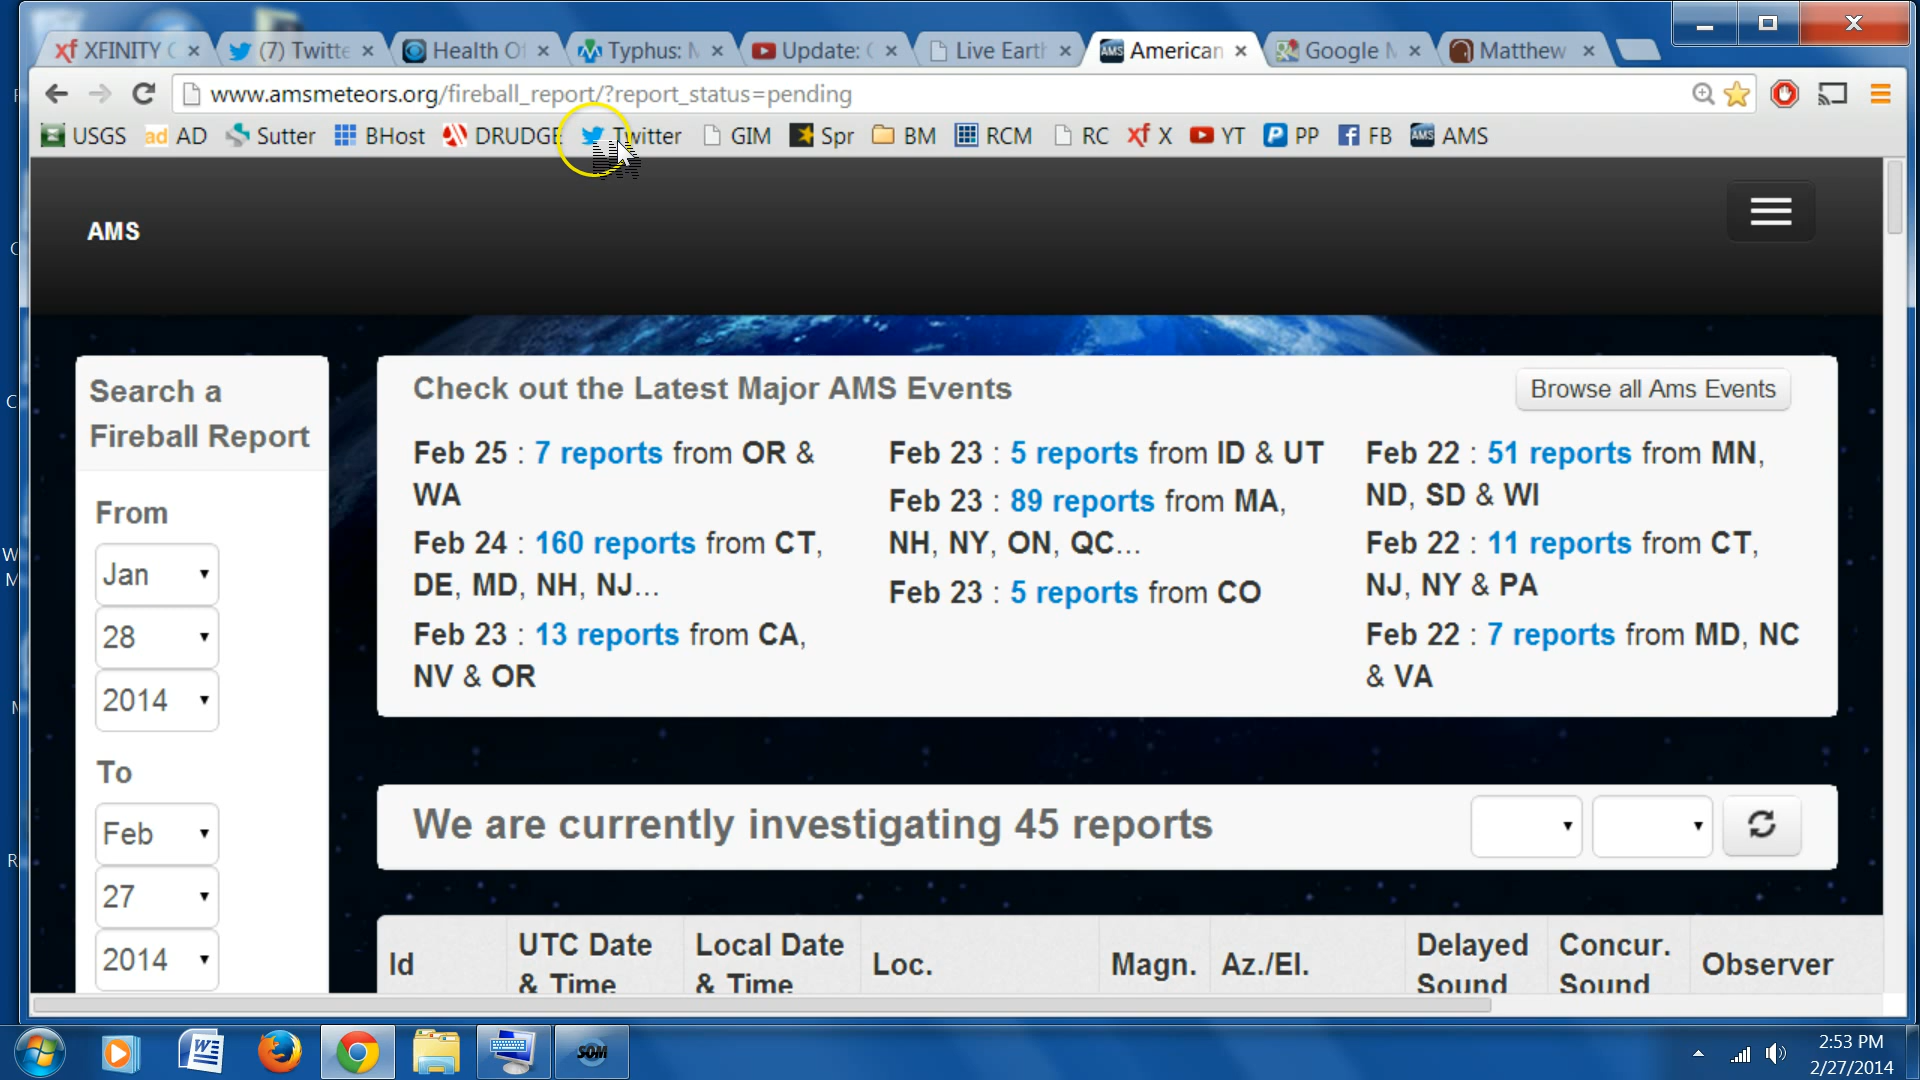 XFINITY
(7) Twitte
Health Of
Typhus: M
Update:
Live Earth
American
Google M
Matthew
www.amsmeteors.org/fireball_report/?report_status=pending
USGS
AD
Sutter
BHost
DRUDGE
Twitter
GIM
Spr
BM
RCM
RC
X
YT
PP
FB
AMS
AMS
Search a
Fireball Report
From
Jan
28
2014
To
Feb
27
2014
Check out the Latest Major AMS Events
Browse all Ams Events
Feb 25 : 7 reports from OR &
WA
Feb 24 : 160 reports from CT,
DE, MD, NH, NJ...
Feb 23 : 13 reports from CA,
NV & OR
Feb 23 : 5 reports from ID & UT
Feb 23 : 89 reports from MA,
NH, NY, ON, QC...
Feb 23 : 5 reports from CO
Feb 22 : 51 reports from MN,
ND, SD & WI
Feb 22 : 11 reports from CT,
NJ, NY & PA
Feb 22 : 7 reports from MD, NC
& VA
We are currently investigating 45 reports
Id
UTC Date
& Time
Local Date
& Time
Loc.
Magn.
Az./El.
Delayed
Sound
Concur.
Sound
Observer
SOM
2:53 PM
2/27/2014